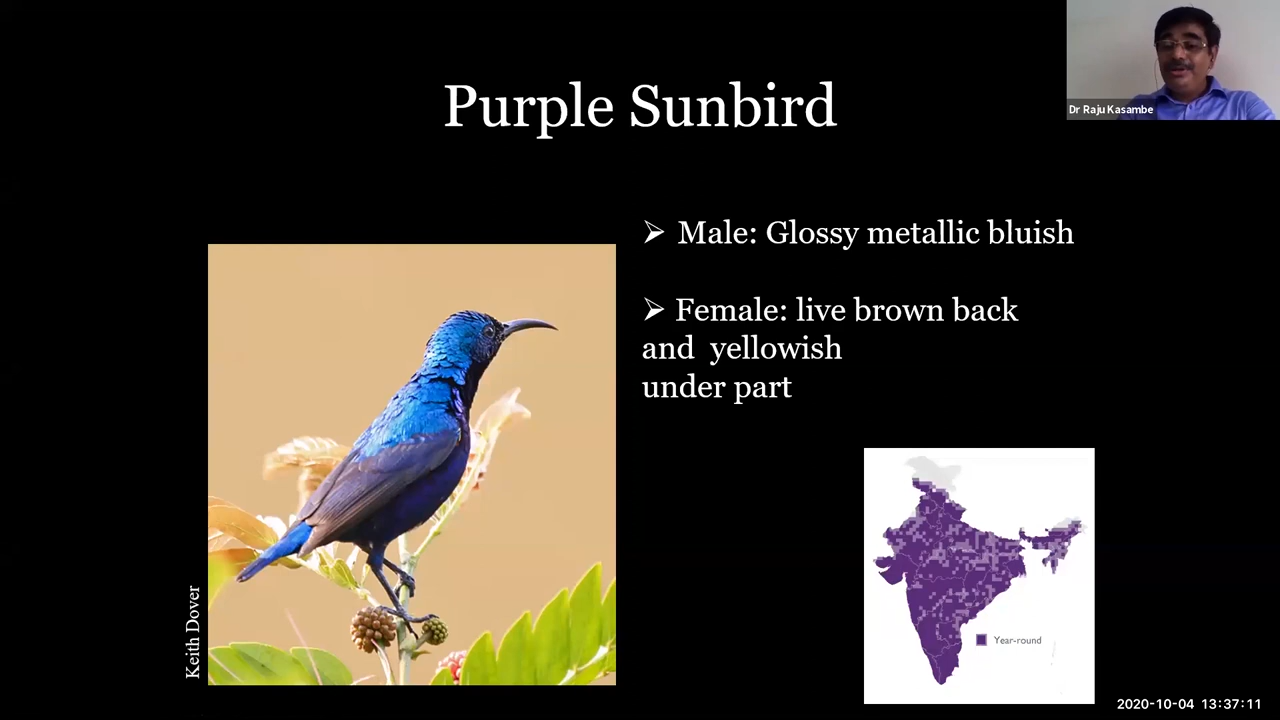 Dr Raju Kasambe
Purple Sunbird
➢ Male: Glossy metallic bluish
➢ Female: live brown back
and yellowish
under part
Keith Dover
Year-round
2020-10-04 13:37:11